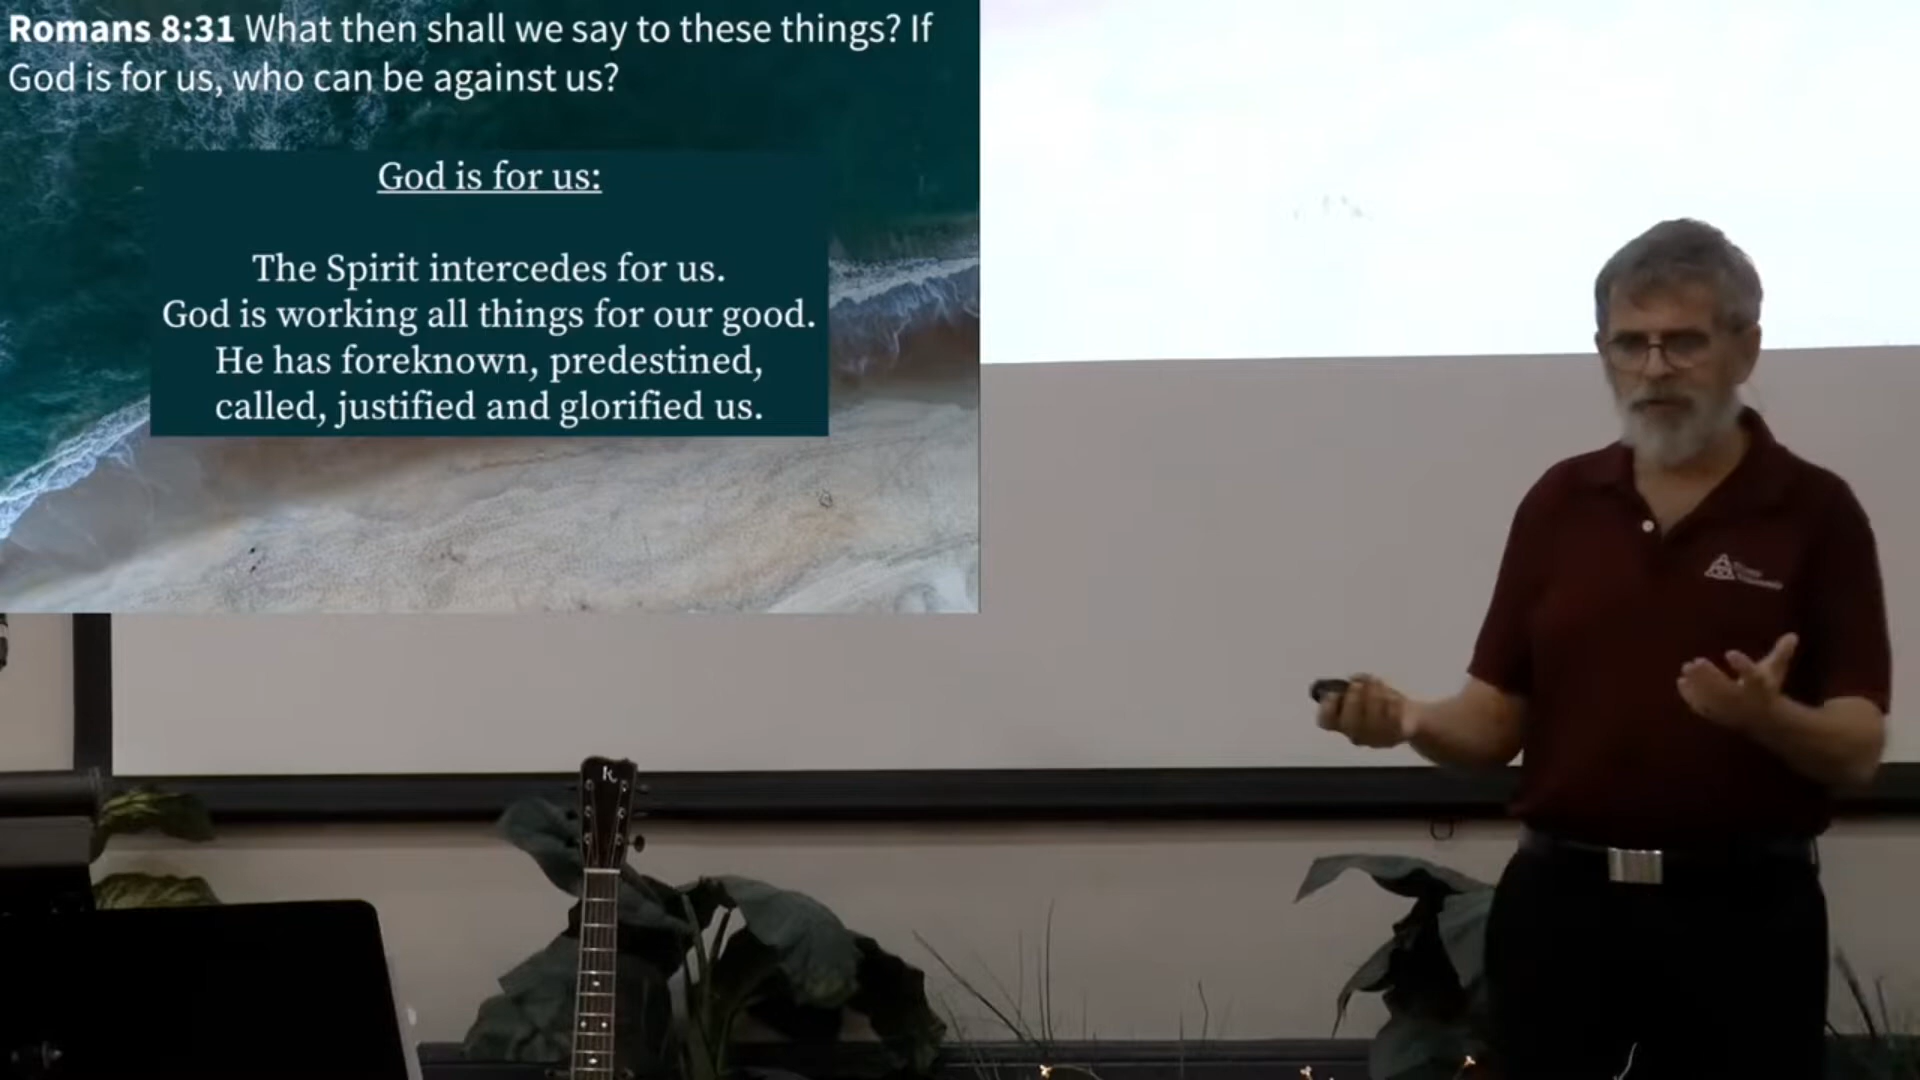 Romans 8:31 What then shall we say to these things? If
God is for us, who can be against us?
God is for us:
The Spirit intercedes for us.
God is working all things for our good.
He has foreknown, predestined,
called, justified and glorified us.
K